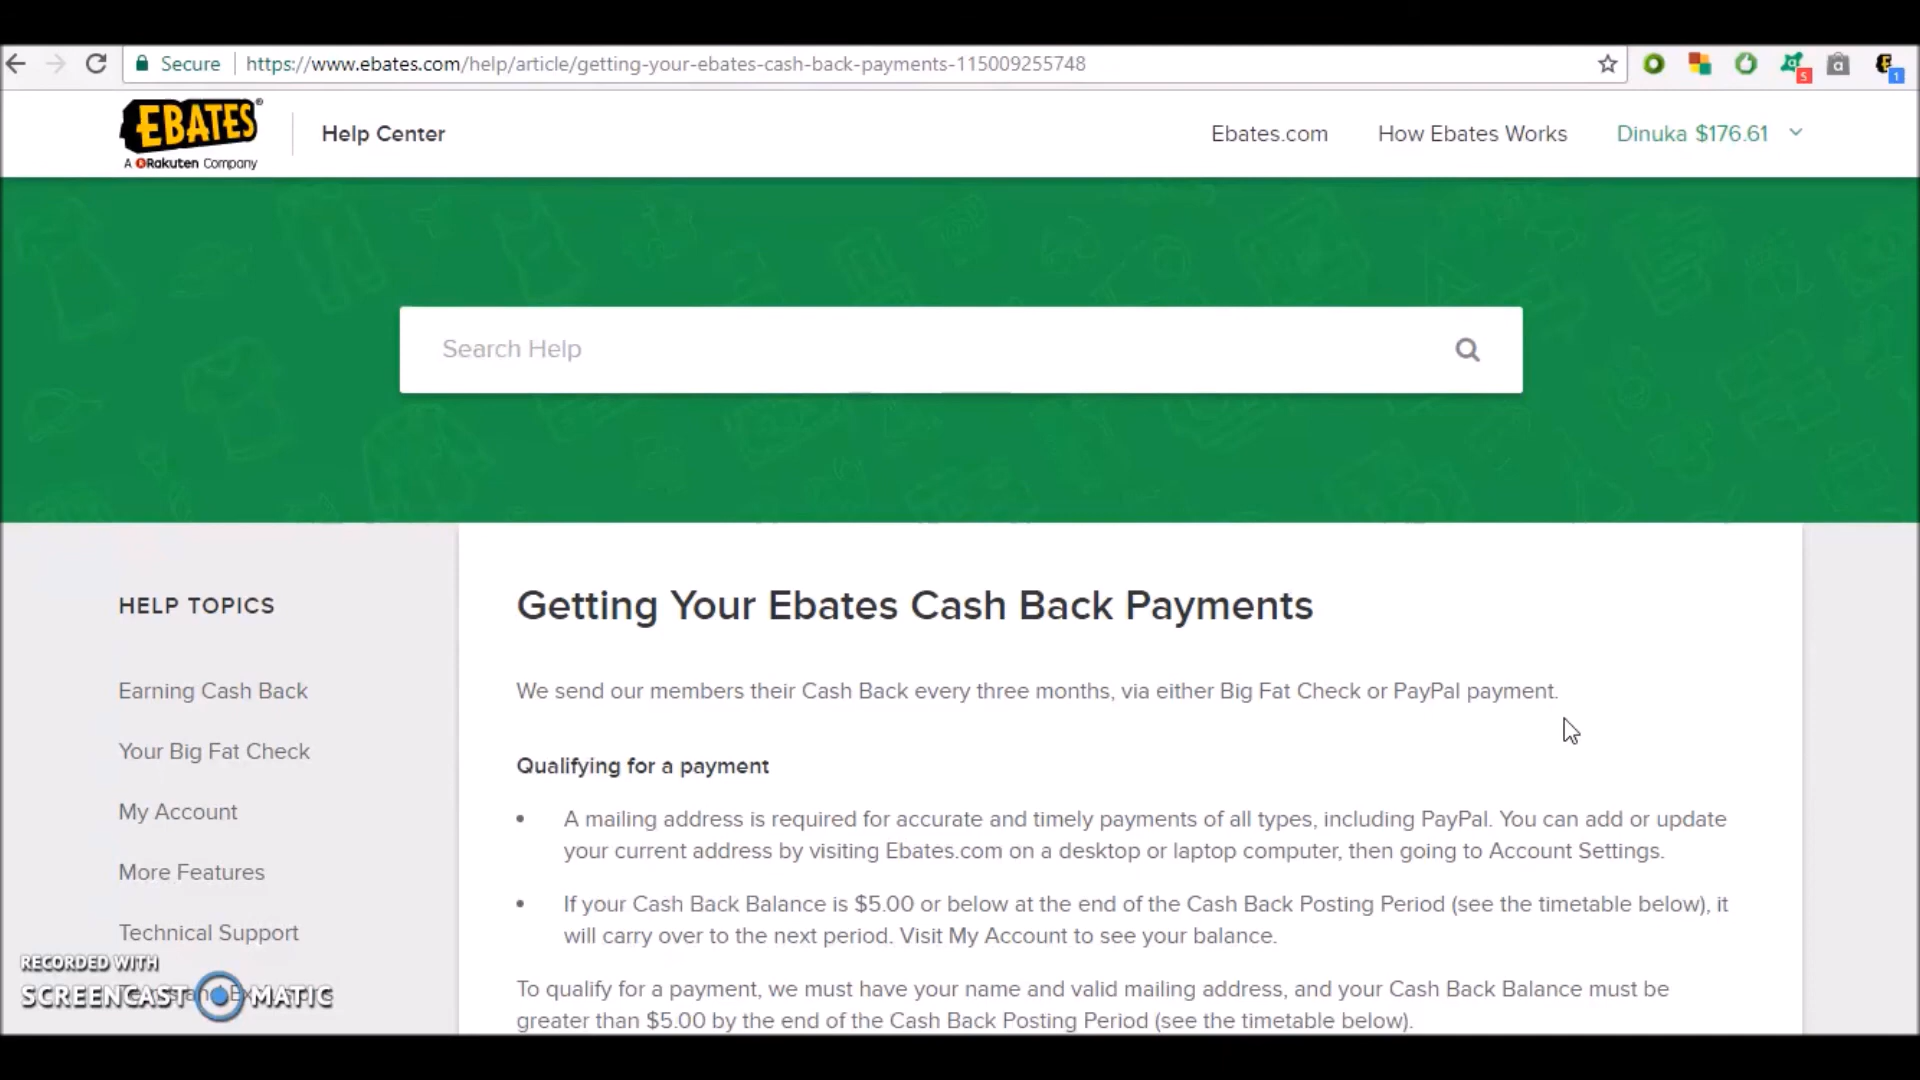 Secure https://www.ebates.com/help/article/getting-your-ebates-cash-back-payments-115009255748
5
a
1
EBATES®
A Rakuten Company
Help Center
Ebates.com
How Ebates Works
Dinuka $176.61
Search Help
HELP TOPICS
Earning Cash Back
Your Big Fat Check
My Account
More Features
Technical Support
Getting Your Ebates Cash Back Payments
We send our members their Cash Back every three months, via either Big Fat Check or PayPal payment.
Qualifying for a payment
• A mailing address is required for accurate and timely payments of all types, including PayPal. You can add or update
your current address by visiting Ebates.com on a desktop or laptop computer, then going to Account Settings.
• If your Cash Back Balance is $5.00 or below at the end of the Cash Back Posting Period (see the timetable below), it
will carry over to the next period. Visit My Account to see your balance.
To qualify for a payment, we must have your name and valid mailing address, and your Cash Back Balance must be
greater than $5.00 by the end of the Cash Back Posting Period (see the timetable below).
RECORDED WITH
SCREENCAST MATIC